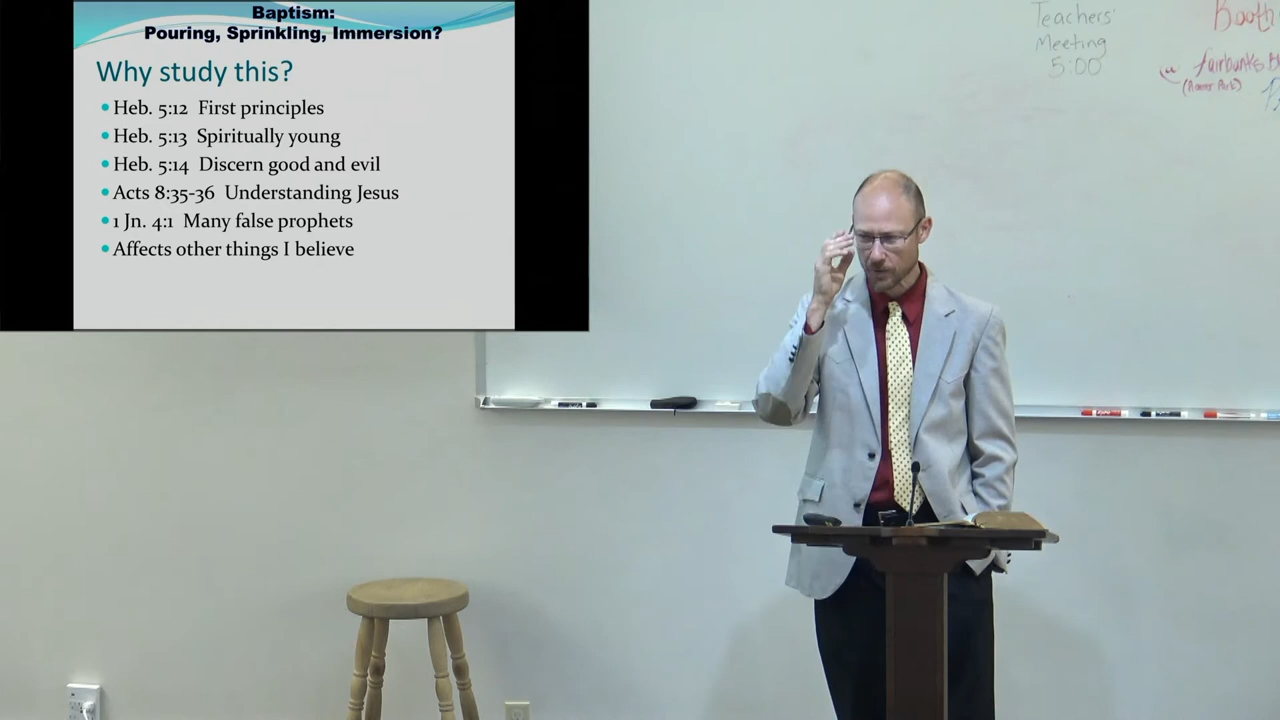 Baptism:
Pouring, Sprinkling, Immersion?
Why study this?
Heb. 5:12 First principles
Heb. 5:13 Spiritually young
Heb. 5:14 Discern good and evil
Acts 8:35-36 Understanding Jesus
1 Jn. 4:1 Many false prophets
Affects other things I believe
Teachers'
Meeting
5:00
Booth
fairbanks